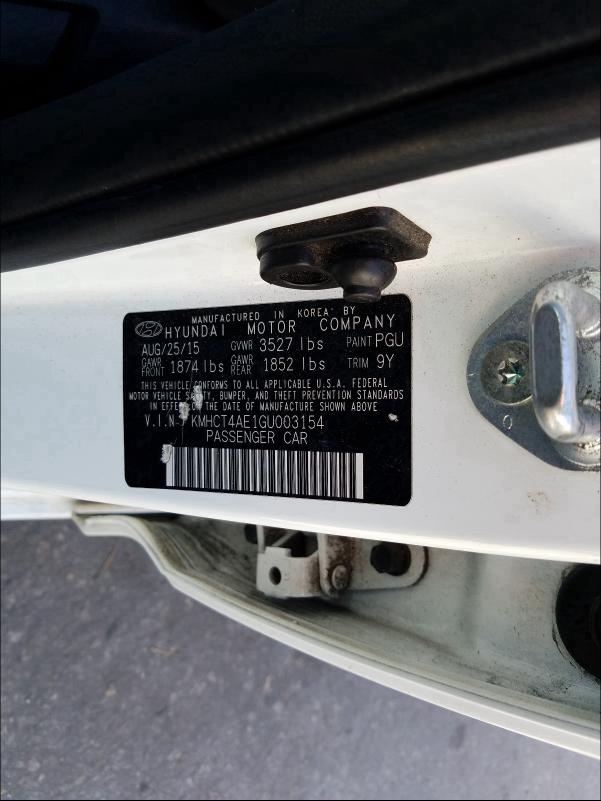 MANUFACTURED IN KOREA BY
HYUNDAI MOTOR COMPANY
AUG/25/15 GVWR 3527 lbs PAINT PGU
GAWR FRONT 1874 lbs GAWR REAR 1852 lbs TRIM 9Y
THIS VEHICLE CONFORMS TO ALL APPLICABLE U.S.A. FEDERAL
MOTOR VEHICLE SAFETY, BUMPER, AND THEFT PREVENTION STANDARDS
IN EFFECT ON THE DATE OF MANUFACTURE SHOWN ABOVE
V.I.N: KMHCT4AE1GU003154
PASSENGER CAR